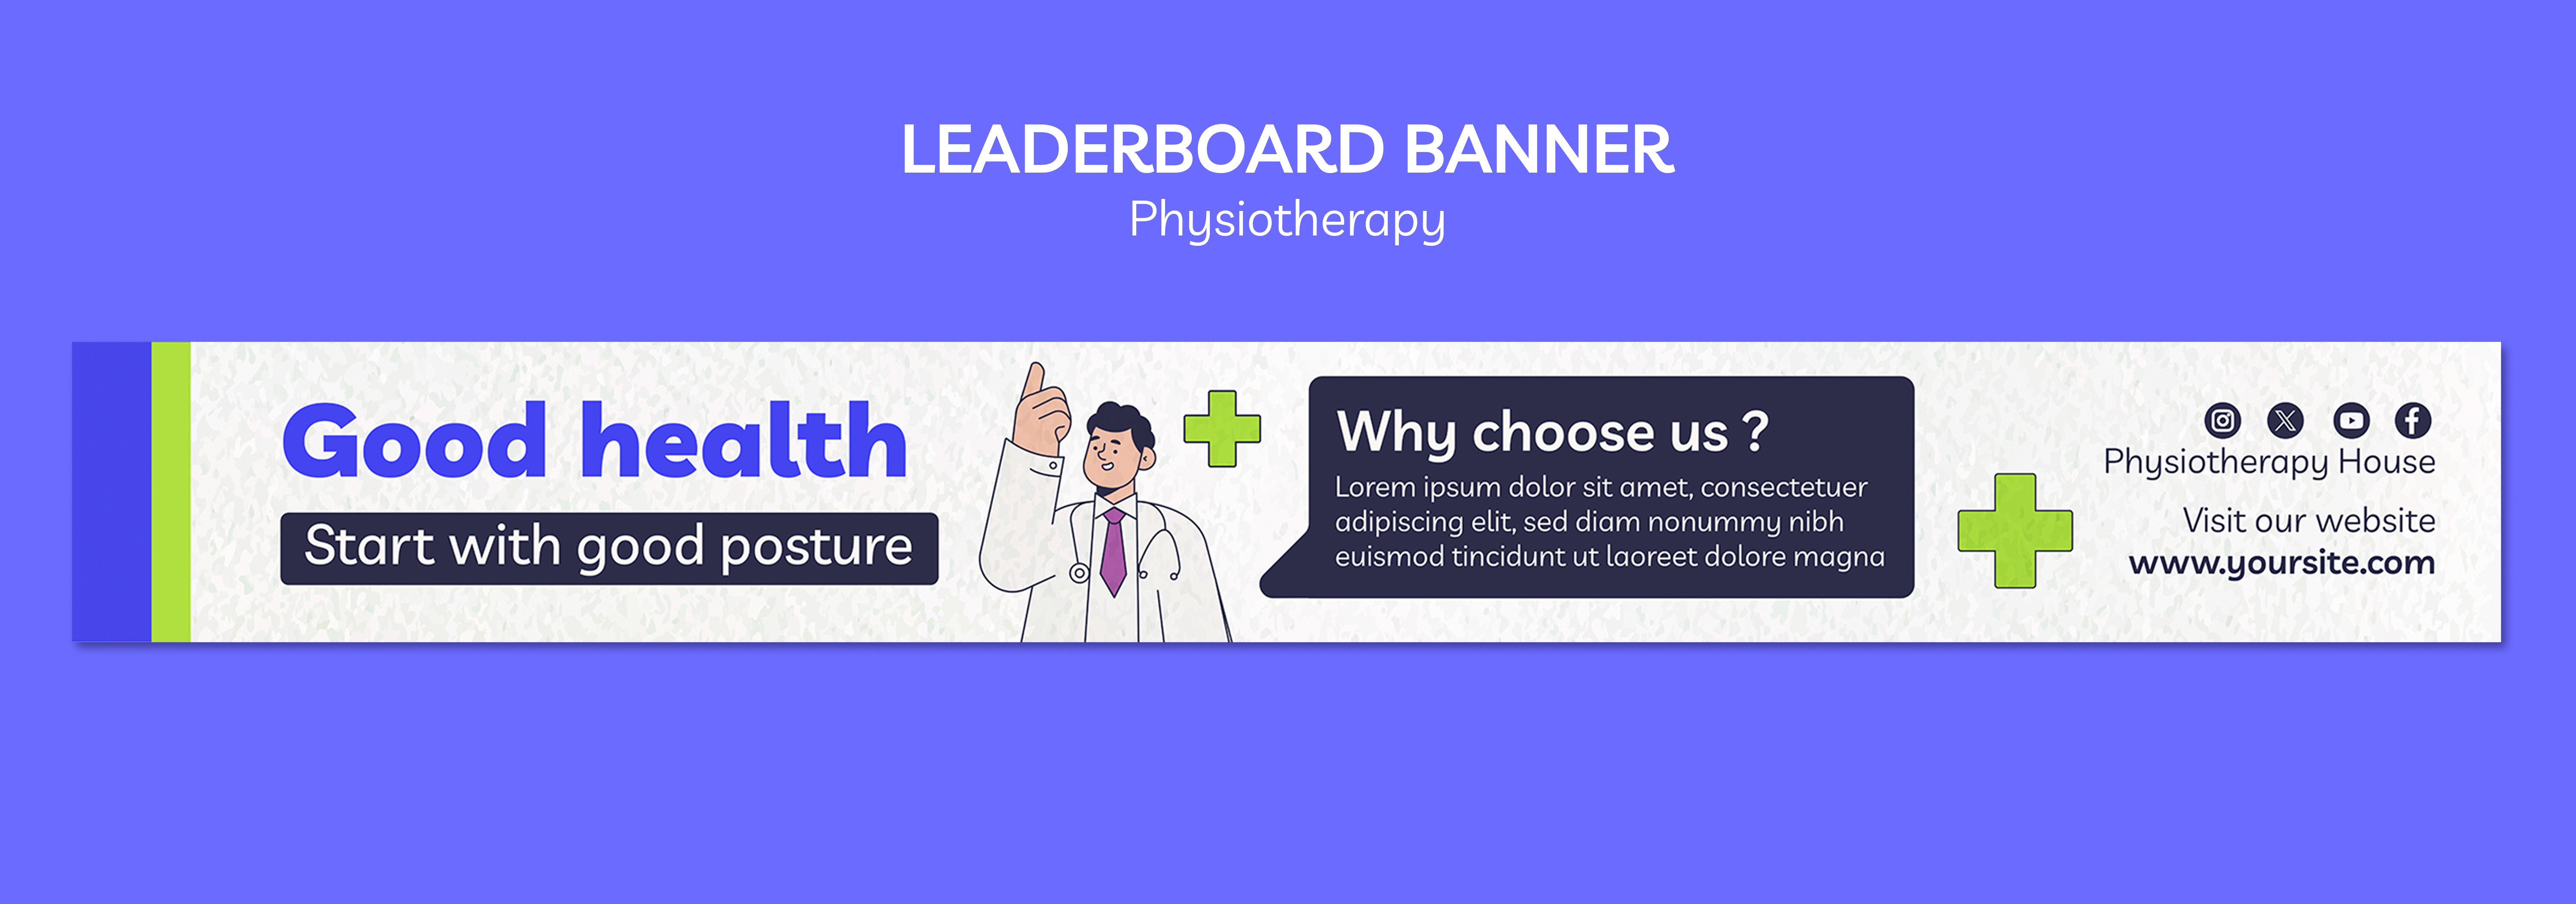 LEADERBOARD BANNER
Physiotherapy
Good health
Start with good posture
Why choose us ?
Lorem ipsum dolor sit amet, consectetuer
adipiscing elit, sed diam nonummy nibh
euismod tincidunt ut laoreet dolore magna
Physiotherapy House
Visit our website
www.yoursite.com